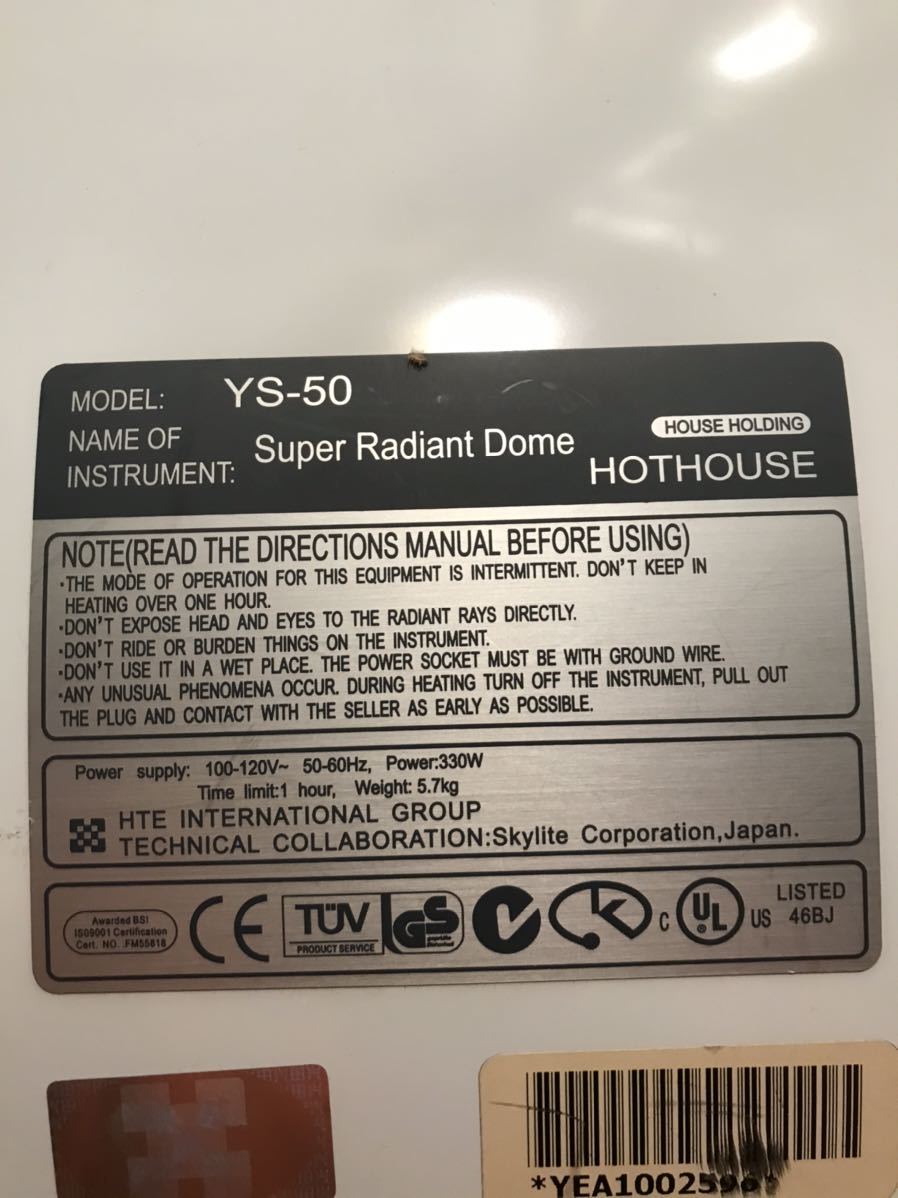 MODEL: YS-50
NAME OF
INSTRUMENT: Super Radiant Dome
HOUSE HOLDING
HOTHOUSE
NOTE(READ THE DIRECTIONS MANUAL BEFORE USING)
·THE MODE OF OPERATION FOR THIS EQUIPMENT IS INTERMITTENT. DON'T KEEP IN
HEATING OVER ONE HOUR.
·DON'T EXPOSE HEAD AND EYES TO THE RADIANT RAYS DIRECTLY.
·DON'T RIDE OR BURDEN THINGS ON THE INSTRUMENT.
·DON'T USE IT IN A WET PLACE. THE POWER SOCKET MUST BE WITH GROUND WIRE.
·ANY UNUSUAL PHENOMENA OCCUR. DURING HEATING TURN OFF THE INSTRUMENT, PULL OUT
THE PLUG AND CONTACT WITH THE SELLER AS EARLY AS POSSIBLE.
Power supply: 100-120V~ 50-60Hz, Power:330W
Time limit:1 hour, Weight: 5.7kg
HTE INTERNATIONAL GROUP
TECHNICAL COLLABORATION:Skylite Corporation,Japan.
Awarded BSI
IS09001 Certification
Cert. NO. :FM55618
CE
TÜV
PRODUCT SERVICE
GS
geprüfte
Sicherheit
K
C UL US
LISTED
46BJ